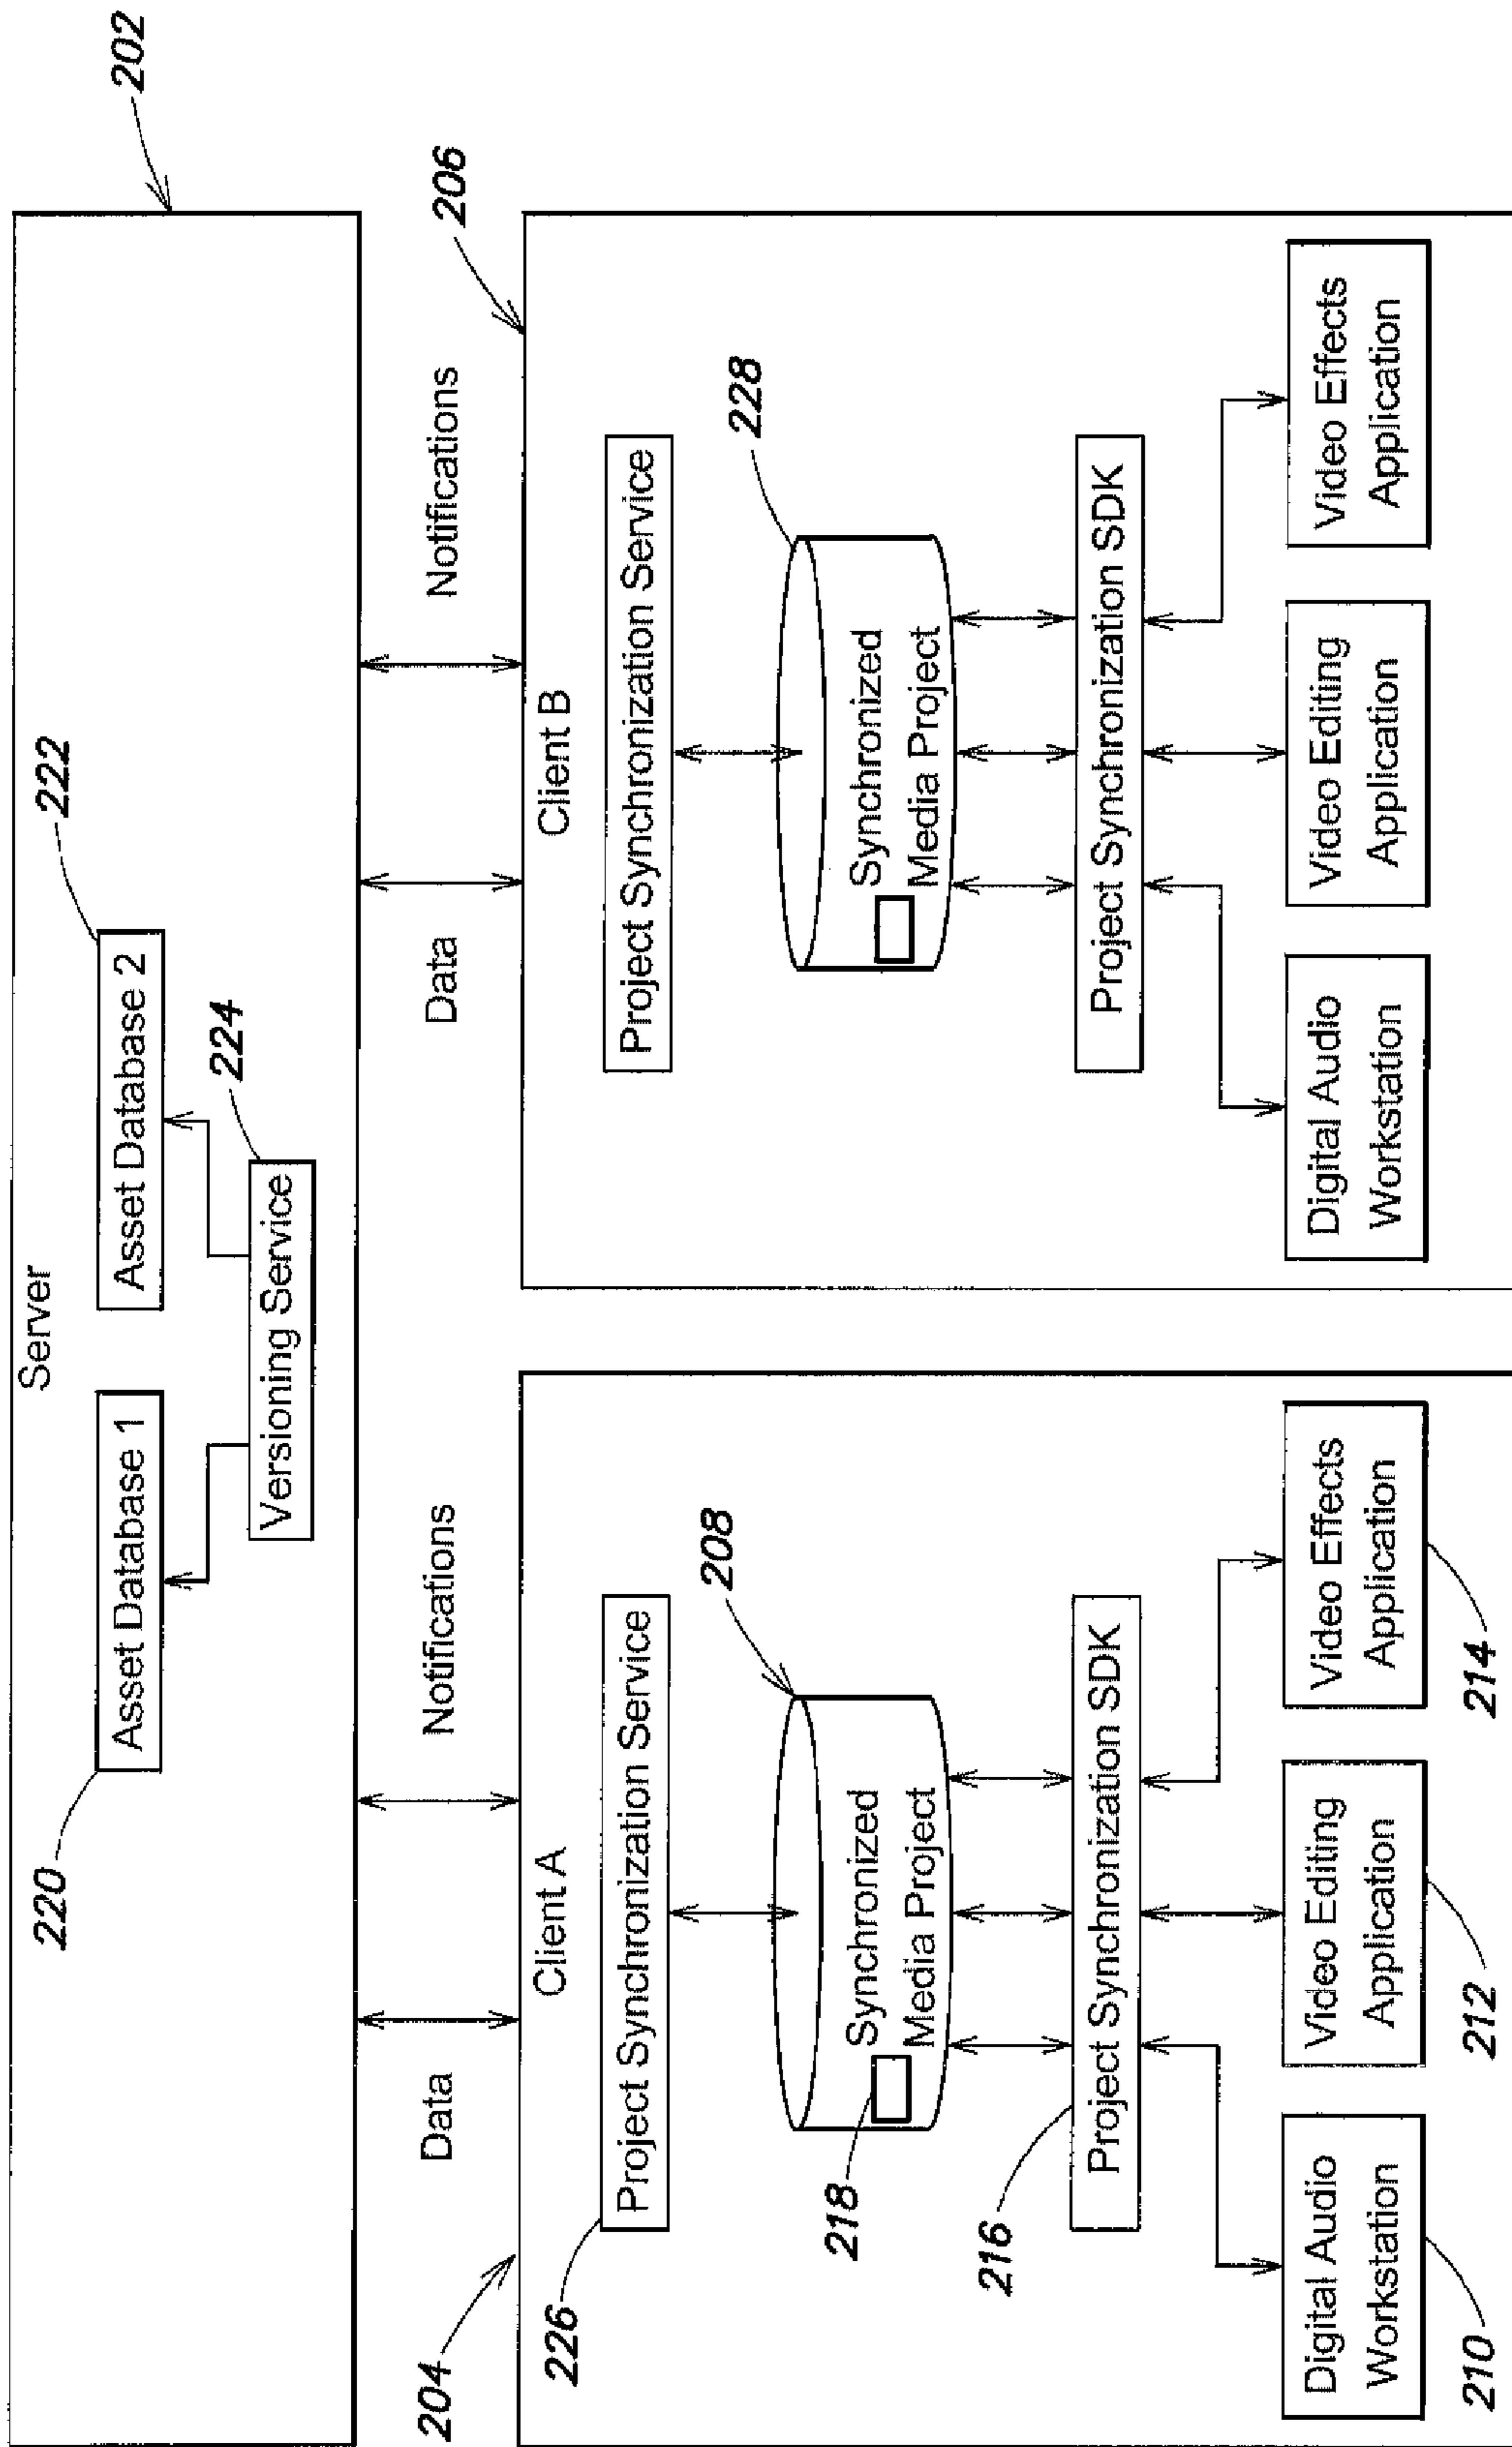 202
Server
Asset Database 1
Asset Database 2
220
222
Versioning Service
224
Data
Notifications
Data
Notifications
204
206
Client A
Project Synchronization Service
226
208
Synchronized
Media Project
218
Project Synchronization SDK
216
Digital Audio
Workstation
210
Video Editing
Application
212
Video Effects
Application
214
Client B
Project Synchronization Service
228
Synchronized
Media Project
Project Synchronization SDK
Digital Audio
Workstation
Video Editing
Application
Video Effects
Application